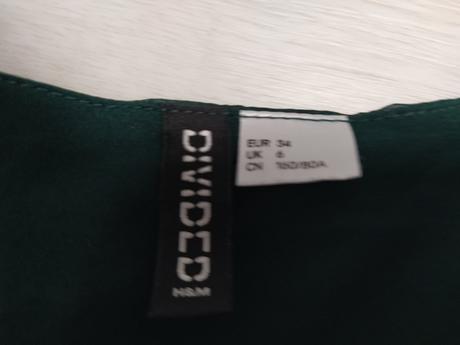 DIVIDED
H&M
EUR 34
UK 6
CN 160/80A